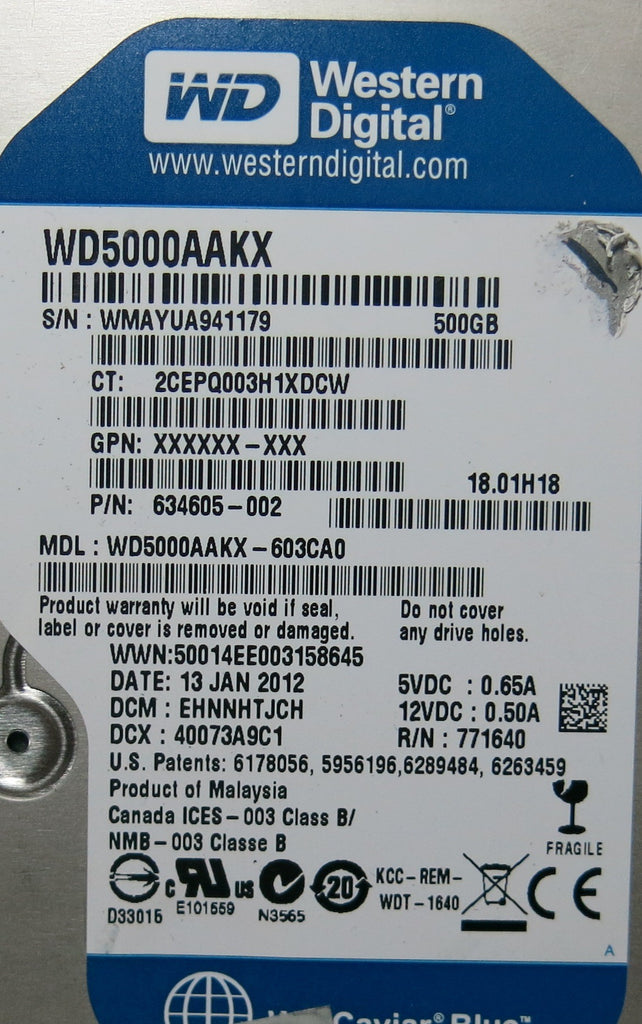 WD Western Digital®
www.westerndigital.com
WD5000AAKX
S/N : WMAYUA941179 500GB
CT: 2CEPQ003H1XDCW
GPN: XXXXXX-XXX
18.01H18
P/N: 634605-002
MDL : WD5000AAKX-603CA0
Product warranty will be void if seal,
label or cover is removed or damaged.
Do not cover
any drive holes.
WWN:50014EE003158645
DATE: 13 JAN 2012
DCM : EHNNHTJCH
DCX : 40073A9C1
5VDC : 0.65A
12VDC : 0.50A
R/N : 771640
U.S. Patents: 6178056, 5956196,6289484, 6263459
Product of Malaysia
Canada ICES-003 Class B/
NMB-003 Classe B
FRAGILE
D33015
c US
E101559
N3565
20
KCC-REM-
WDT-1640
CE
A
Caviar® Blue™